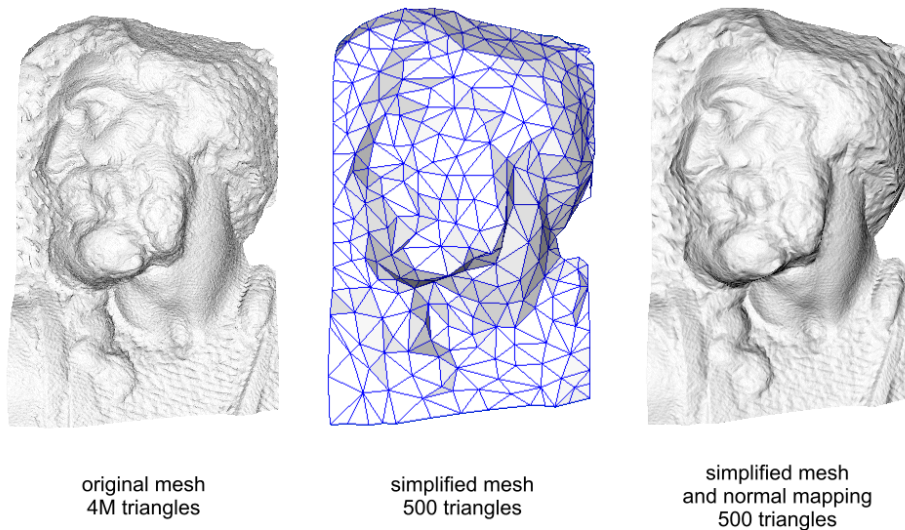 original mesh
4M triangles
simplified mesh
500 triangles
simplified mesh
and normal mapping
500 triangles